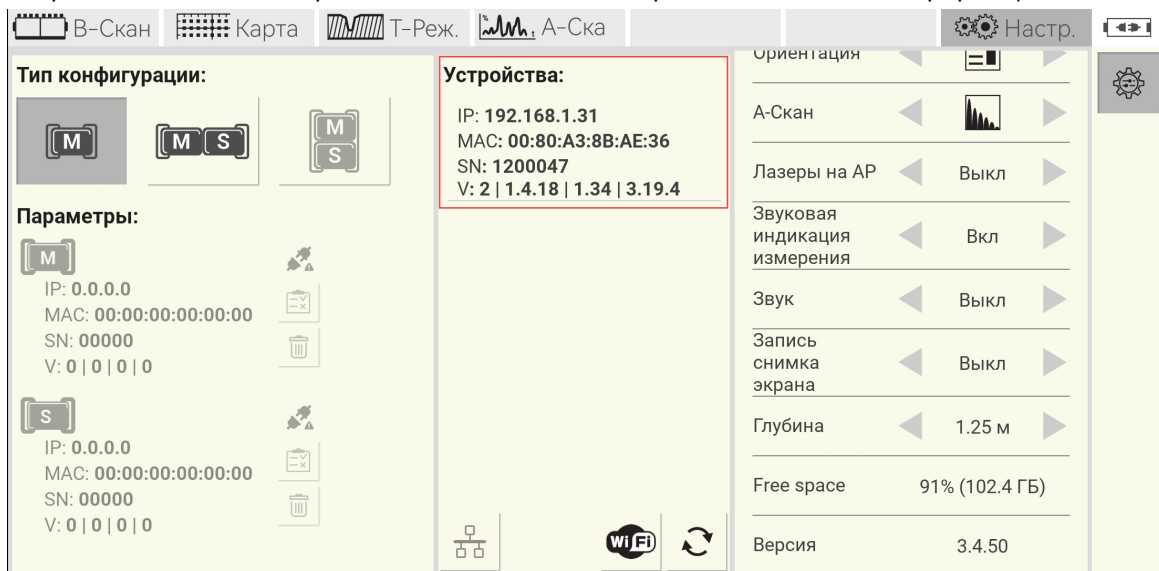 В-Скан
Карта
Т-Реж.
А-Ска
Настр.
Тип конфигурации:
M
M S
M
S
Параметры:
M
IP: 0.0.0.0
MAC: 00:00:00:00:00:00
SN: 00000
V: 0 | 0 | 0 | 0
S
IP: 0.0.0.0
MAC: 00:00:00:00:00:00
SN: 00000
V: 0 | 0 | 0 | 0
Устройства:
IP: 192.168.1.31
MAC: 00:80:A3:8B:AE:36
SN: 1200047
V: 2 | 1.4.18 | 1.34 | 3.19.4
WiFi
Ориентация
А-Скан
Лазеры на АР Выкл
Звуковая
индикация Вкл
измерения
Звук Выкл
Запись
снимка Выкл
экрана
Глубина 1.25 м
Free space 91% (102.4 ГБ)
Версия 3.4.50